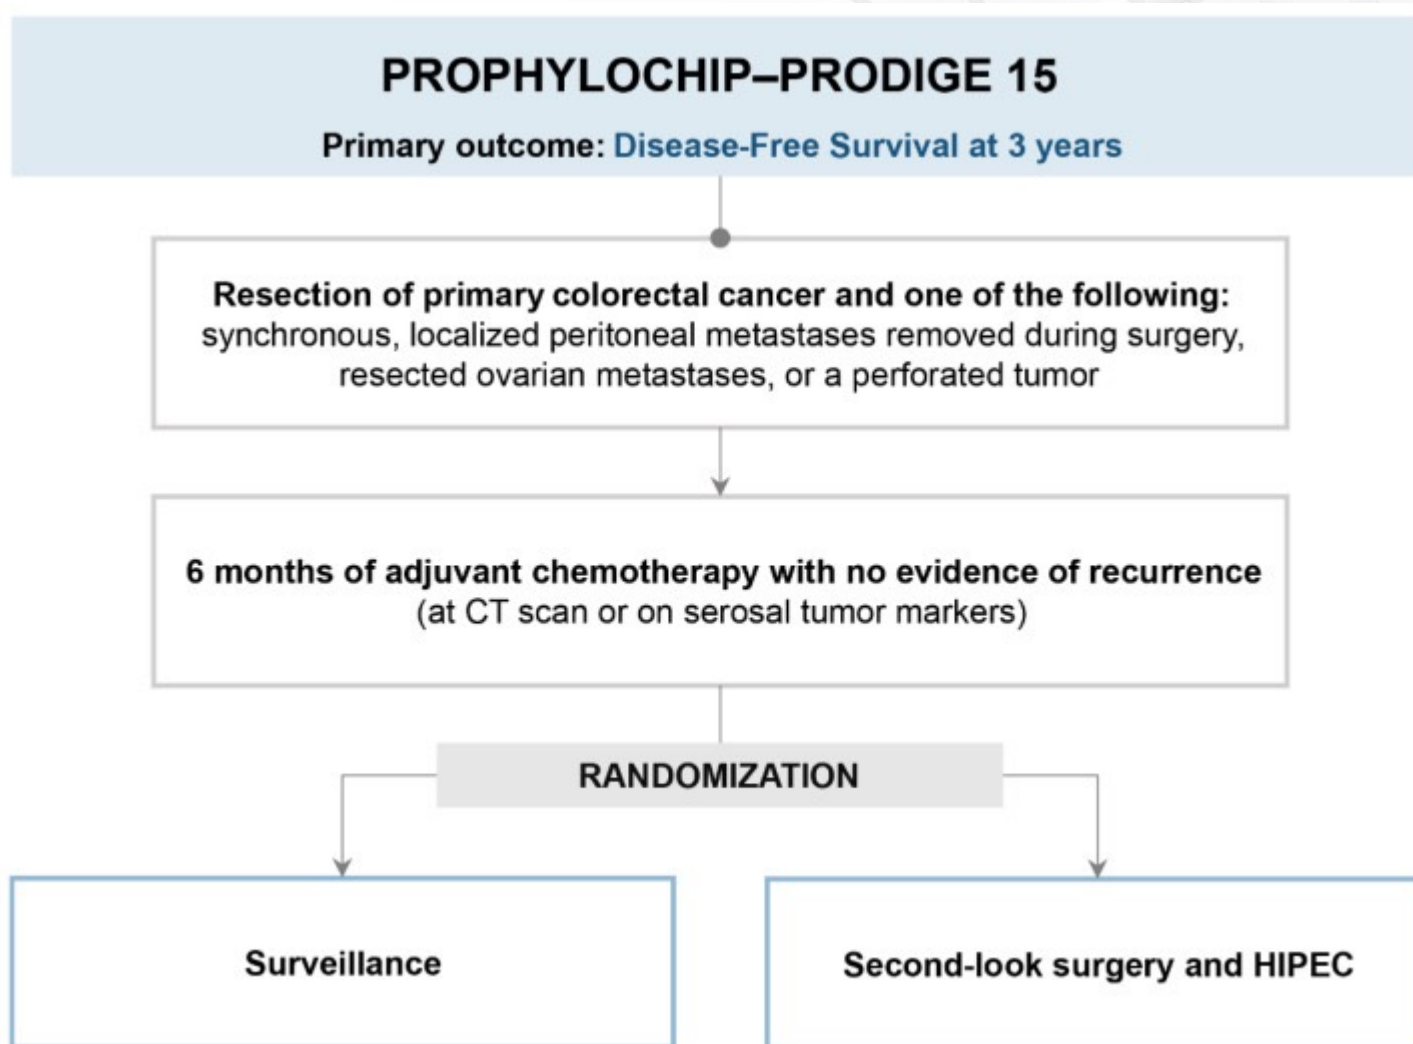 PROPHYLOCHIP–PRODIGE 15
Primary outcome: Disease-Free Survival at 3 years
Resection of primary colorectal cancer and one of the following:
synchronous, localized peritoneal metastases removed during surgery,
resected ovarian metastases, or a perforated tumor
6 months of adjuvant chemotherapy with no evidence of recurrence
(at CT scan or on serosal tumor markers)
RANDOMIZATION
Surveillance
Second-look surgery and HIPEC